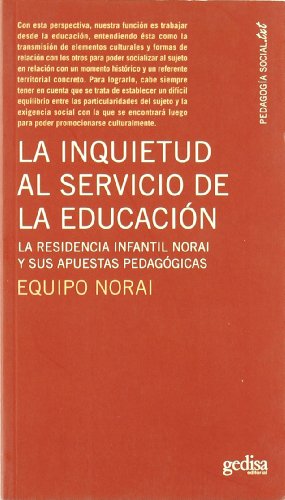 Con esta perspectiva, nuestra función es trabajar
desde la educación, entendiendo ésta como la
transmisión de elementos culturales y formas de
relación con los otros para poder socializar al sujeto
en relación con un momento histórico y un referente
territorial concreto. Para lograrlo, cabe siempre
tener en cuenta que se trata de establecer un difícil
equilibrio entre las particularidades del sujeto y la
exigencia social con la que se encontrará luego
para poder promocionarse culturalmente.
PEDAGOGÍA SOCIAL.txt
LA INQUIETUD
AL SERVICIO DE
LA EDUCACIÓN
LA RESIDENCIA INFANTIL NORAI
Y SUS APUESTAS PEDAGÓGICAS
EQUIPO NORAI
gedisa
editorial